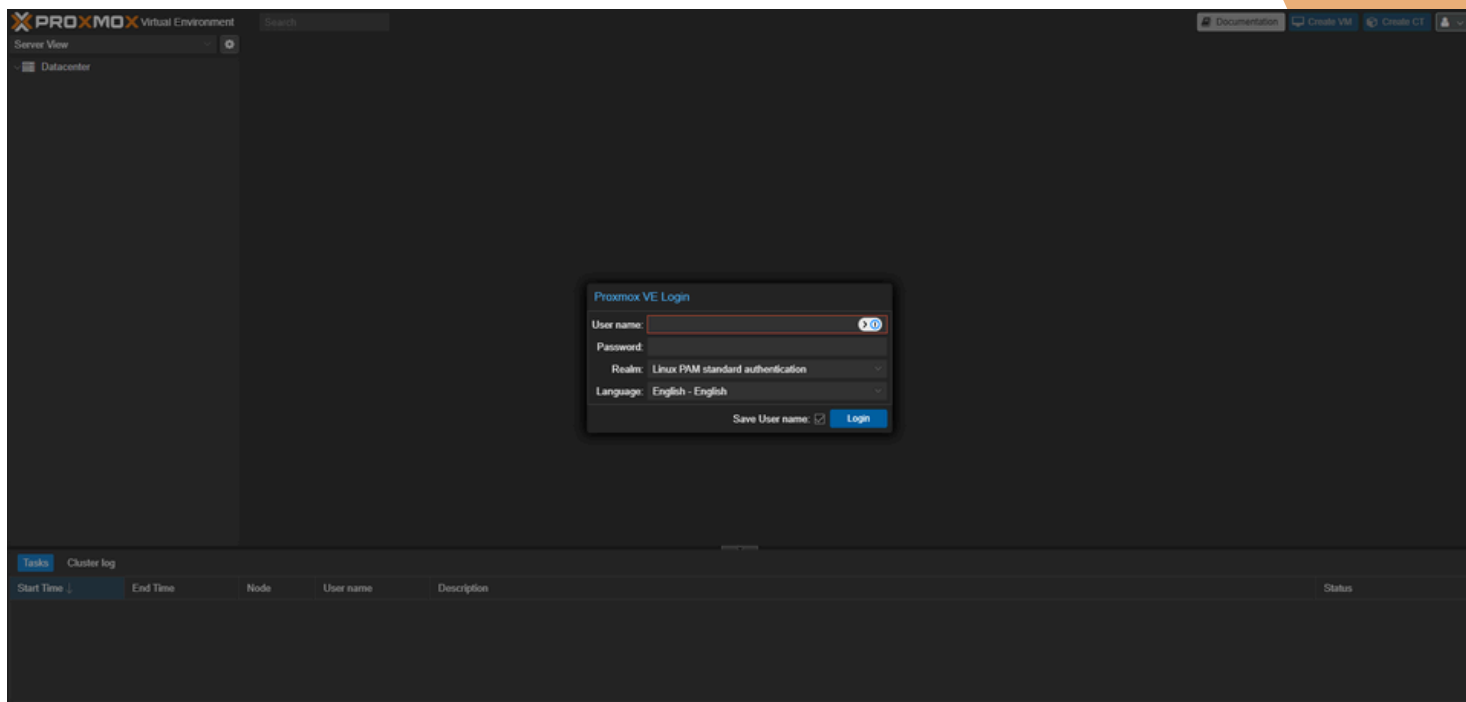 PROXMOX Virtual Environment Search Documentation Create VM Create CT
Server View
Datacenter
Proxmox VE Login
User name:
Password:
Realm: Linux PAM standard authentication
Language: English - English
Save User name: Login
Tasks Cluster log
Start Time End Time Node User name Description Status